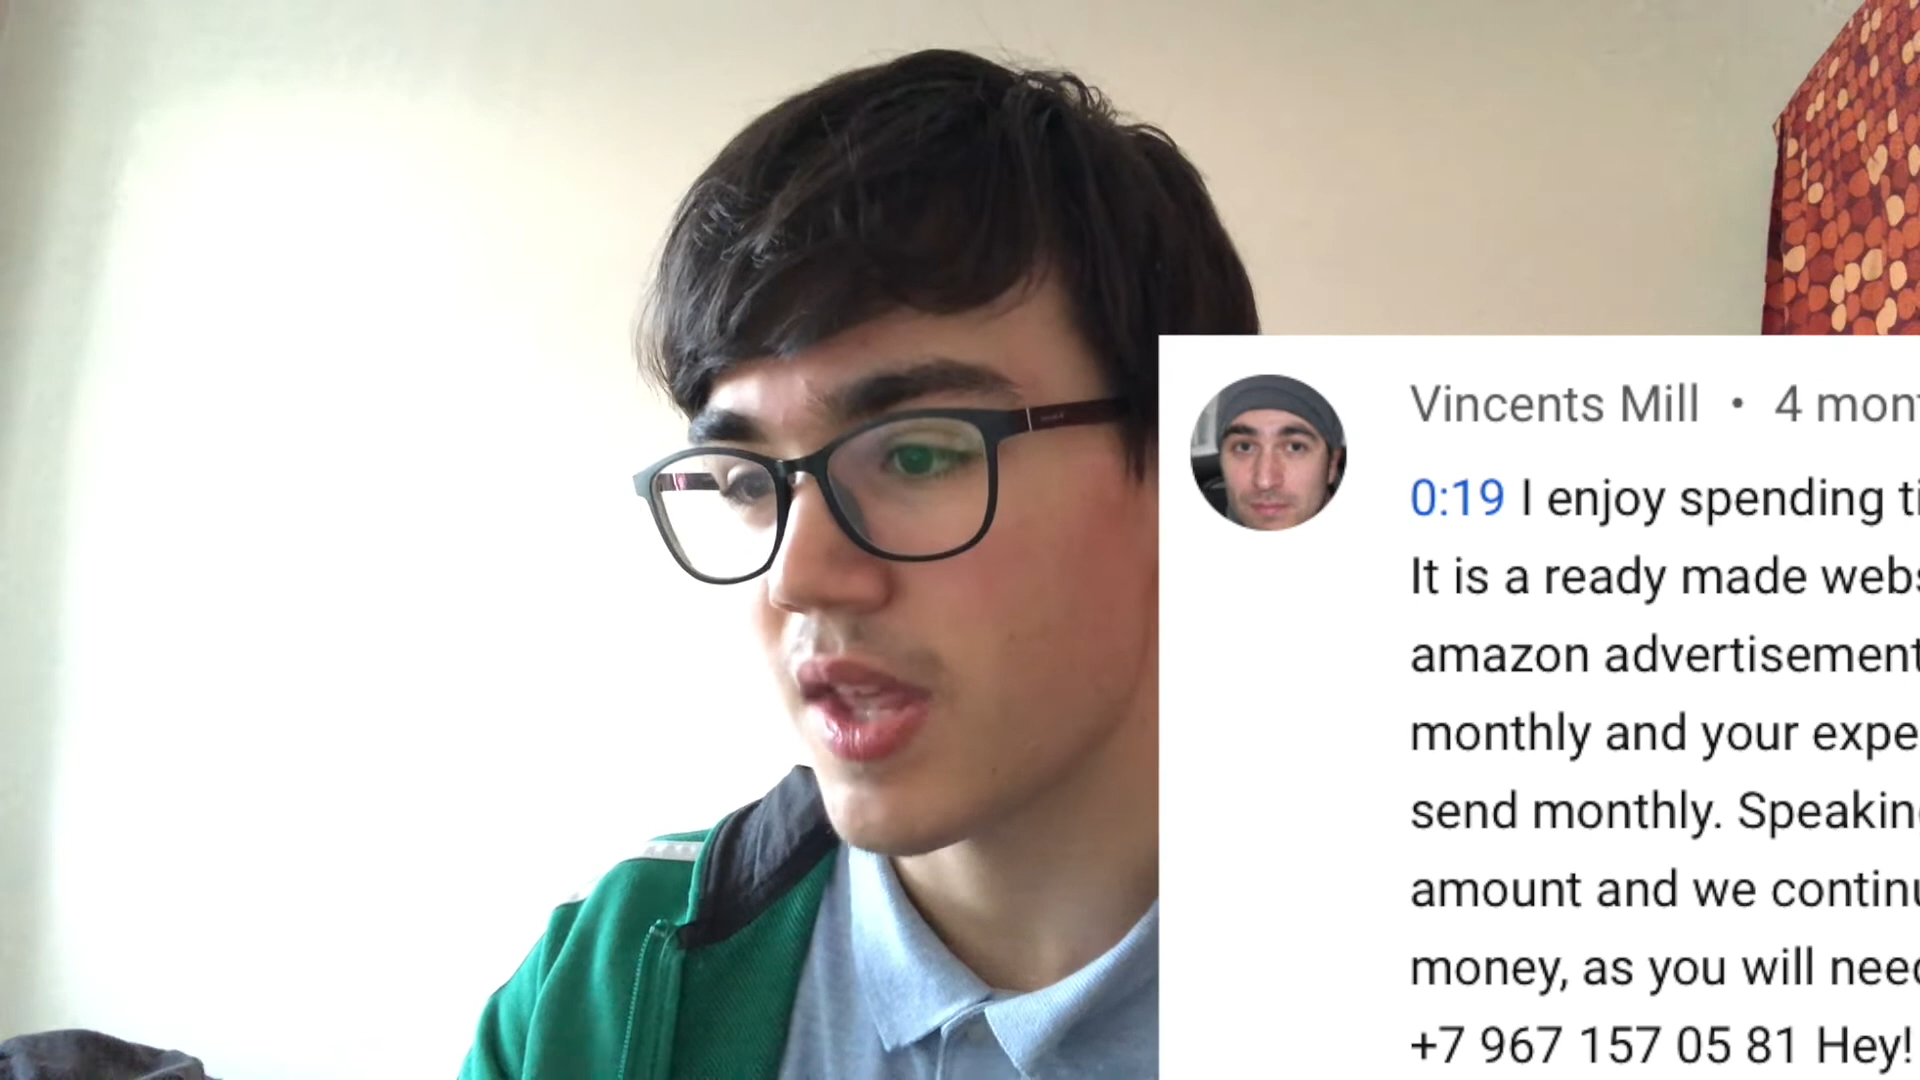 Vincents Mill • 4 mon
0:19 I enjoy spending
It is a ready made
amazon advertisement
monthly and your
send monthly.
amount and we
money, as you will
+7 967 157 05 81 Hey!